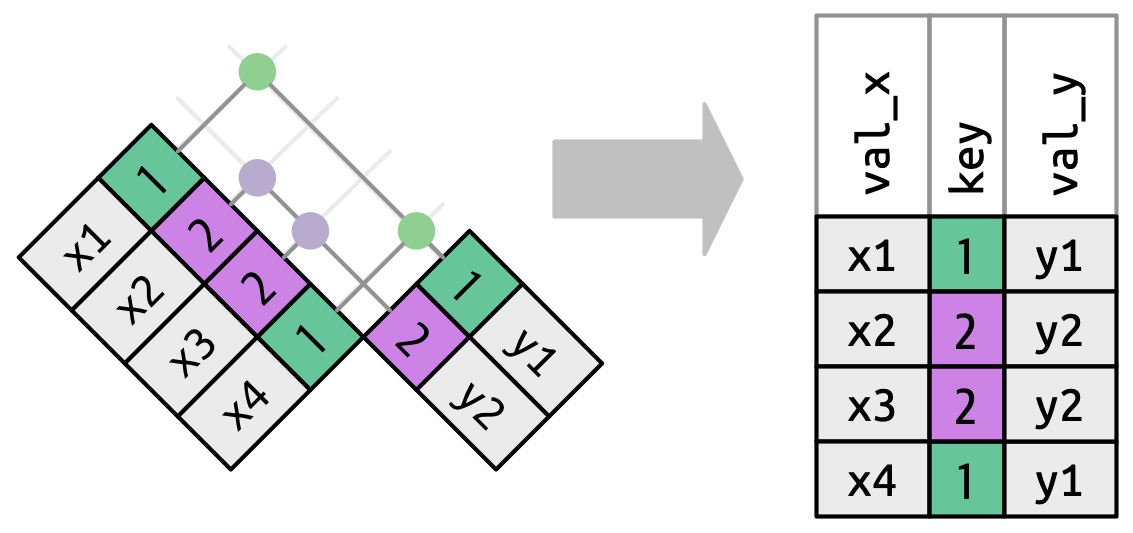 1 x1
2 x2
2 x3
1 x4
1 y1
2 y2
val_x key val_y
x1 1 y1
x2 2 y2
x3 2 y2
x4 1 y1